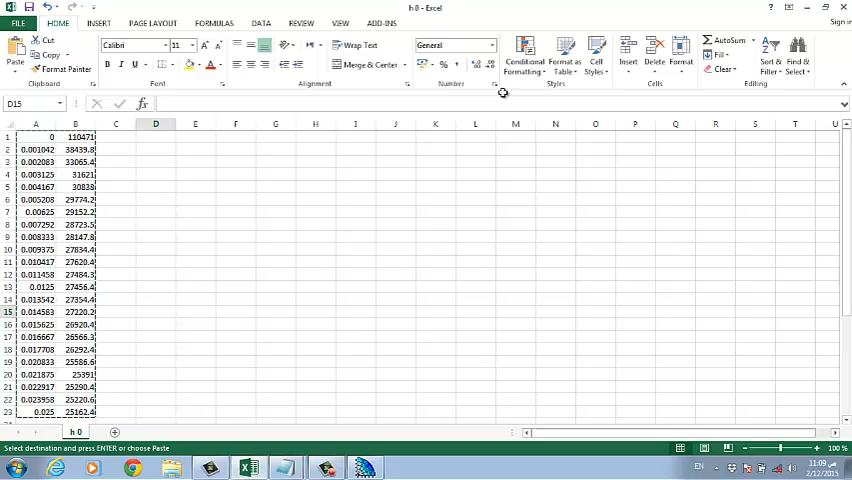 h 0 - Excel
Sign in
FILE HOME INSERT PAGE LAYOUT FORMULAS DATA REVIEW VIEW ADD-INS
Cut
Copy
Format Painter
Paste
Clipboard
Calibri 11
B I U
Font
Wrap Text
Merge & Center
Alignment
General
%
Number
Conditional Formatting
Format as Table
Cell Styles
Styles
Insert Delete Format
Cells
AutoSum
Fill
Clear
Sort & Filter
Find & Select
Editing
D15
fx
A B C D E F G H I J K L M N O P Q R S T U
1 0 110471
2 0.001042 38439.8
3 0.002083 33065.4
4 0.003125 31621
5 0.004167 30838
6 0.005208 29774.2
7 0.00625 29152.2
8 0.007292 28723.5
9 0.008333 28147.8
10 0.009375 27834.4
11 0.010417 27620.4
12 0.011458 27484.3
13 0.0125 27456.4
14 0.013542 27354.4
15 0.014583 27220.2
16 0.015625 26920.4
17 0.016667 26566.3
18 0.017708 26292.4
19 0.020833 25586.6
20 0.021875 25391
21 0.022917 25290.4
22 0.023958 25220.6
23 0.025 25162.4
h 0
Select destination and press ENTER or choose Paste
100 %
EN
11:09 ص
2/12/2015